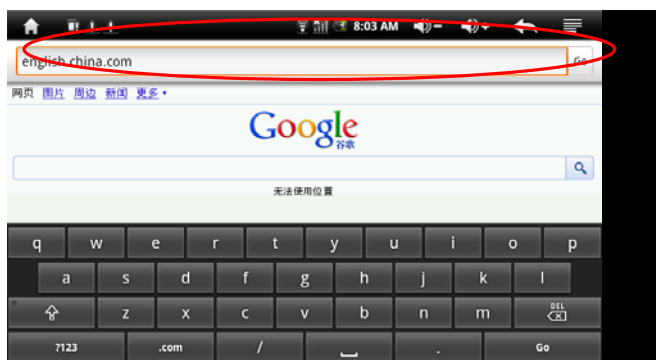 8:03 AM
english.china.com Go
网页 图片 周边 新闻 更多
Google
谷歌
无法使用位置
q w e r t y u i o p
a s d f g h j k l
z x c v b n m DEL
?123 .com / . Go